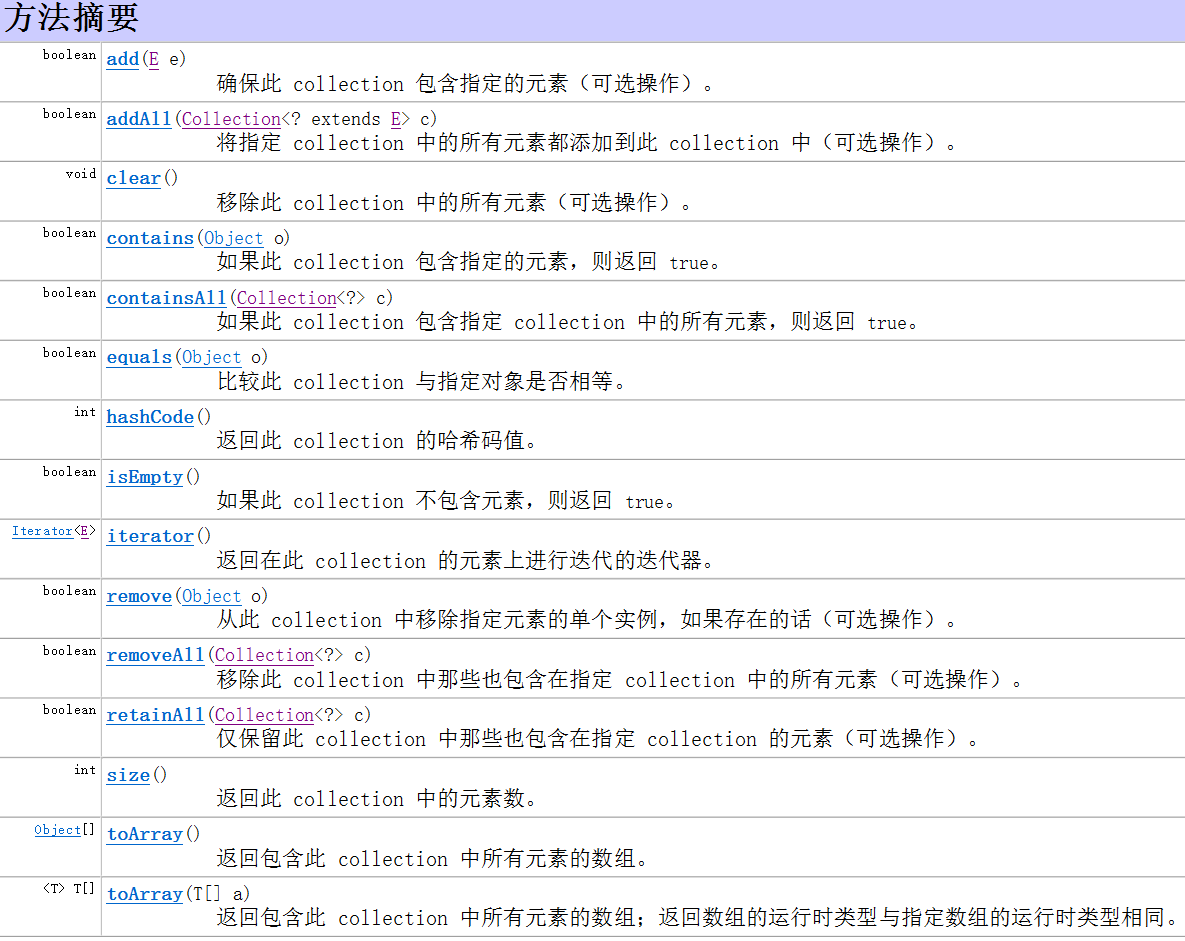 方法摘要
boolean add(E e)
确保此 collection 包含指定的元素（可选操作）。
boolean addAll(Collection<? extends E> c)
将指定 collection 中的所有元素都添加到此 collection 中（可选操作）。
void clear()
移除此 collection 中的所有元素（可选操作）。
boolean contains(Object o)
如果此 collection 包含指定的元素，则返回 true。
boolean containsAll(Collection<?> c)
如果此 collection 包含指定 collection 中的所有元素，则返回 true。
boolean equals(Object o)
比较此 collection 与指定对象是否相等。
int hashCode()
返回此 collection 的哈希码值。
boolean isEmpty()
如果此 collection 不包含元素，则返回 true。
Iterator<E> iterator()
返回在此 collection 的元素上进行迭代的迭代器。
boolean remove(Object o)
从此 collection 中移除指定元素的单个实例，如果存在的话（可选操作）。
boolean removeAll(Collection<?> c)
移除此 collection 中那些也包含在指定 collection 中的所有元素（可选操作）。
boolean retainAll(Collection<?> c)
仅保留此 collection 中那些也包含在指定 collection 的元素（可选操作）。
int size()
返回此 collection 中的元素数。
Object[] toArray()
返回包含此 collection 中所有元素的数组。
<T> T[] toArray(T[] a)
返回包含此 collection 中所有元素的数组；返回数组的运行时类型与指定数组的运行时类型相同。